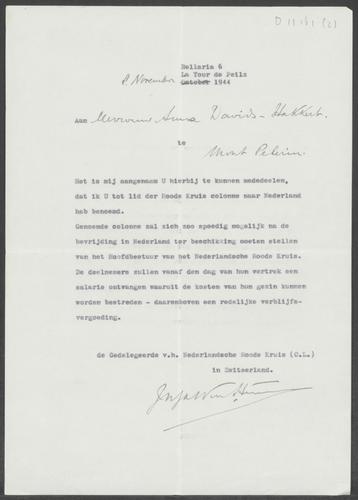 D 11 b 1 (2)
Bellaria 6
La Tour de Peilz
8. November October 1944
Aan Mevrouw Anna Davids-Hakkert.
te
Mont Pelerin.
Het is mij aangenaam U hierbij te kunnen mededeelen,
dat ik U tot lid der Roode Kruis colonne naar Nederland
heb benoemd.
Genoemde colonne zal zich zoo spoedig mogelijk na de
bevrijding in Nederland ter beschikking moeten stellen
van het Hoofdbestuur van het Nederlandsche Roode Kruis.
De deelnemers zullen vanaf den dag van hun vertrek een
salaris ontvangen waaruit de kosten van hun gezin kunnen
worden bestreden - daarenboven een redelijke verblijfs-
vergoeding.
de Gedelegeerde v.h. Nederlandsche Roode Kruis (C.L.)
in Zwitserland.